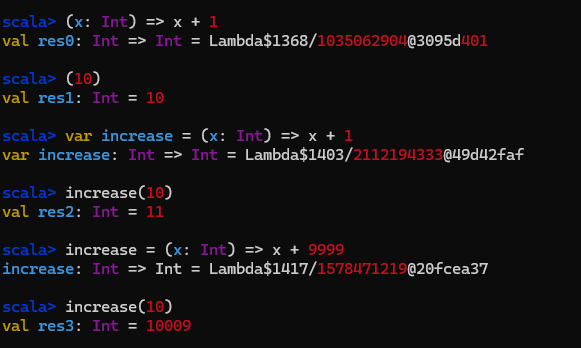 scala> (x: Int) => x + 1
val res0: Int => Int = Lambda$1368/1035062904@3095d401
scala> (10)
val res1: Int = 10
scala> var increase = (x: Int) => x + 1
var increase: Int => Int = Lambda$1403/2112194333@49d42faf
scala> increase(10)
val res2: Int = 11
scala> increase = (x: Int) => x + 9999
increase: Int => Int = Lambda$1417/1578471219@20fcea37
scala> increase(10)
val res3: Int = 10009